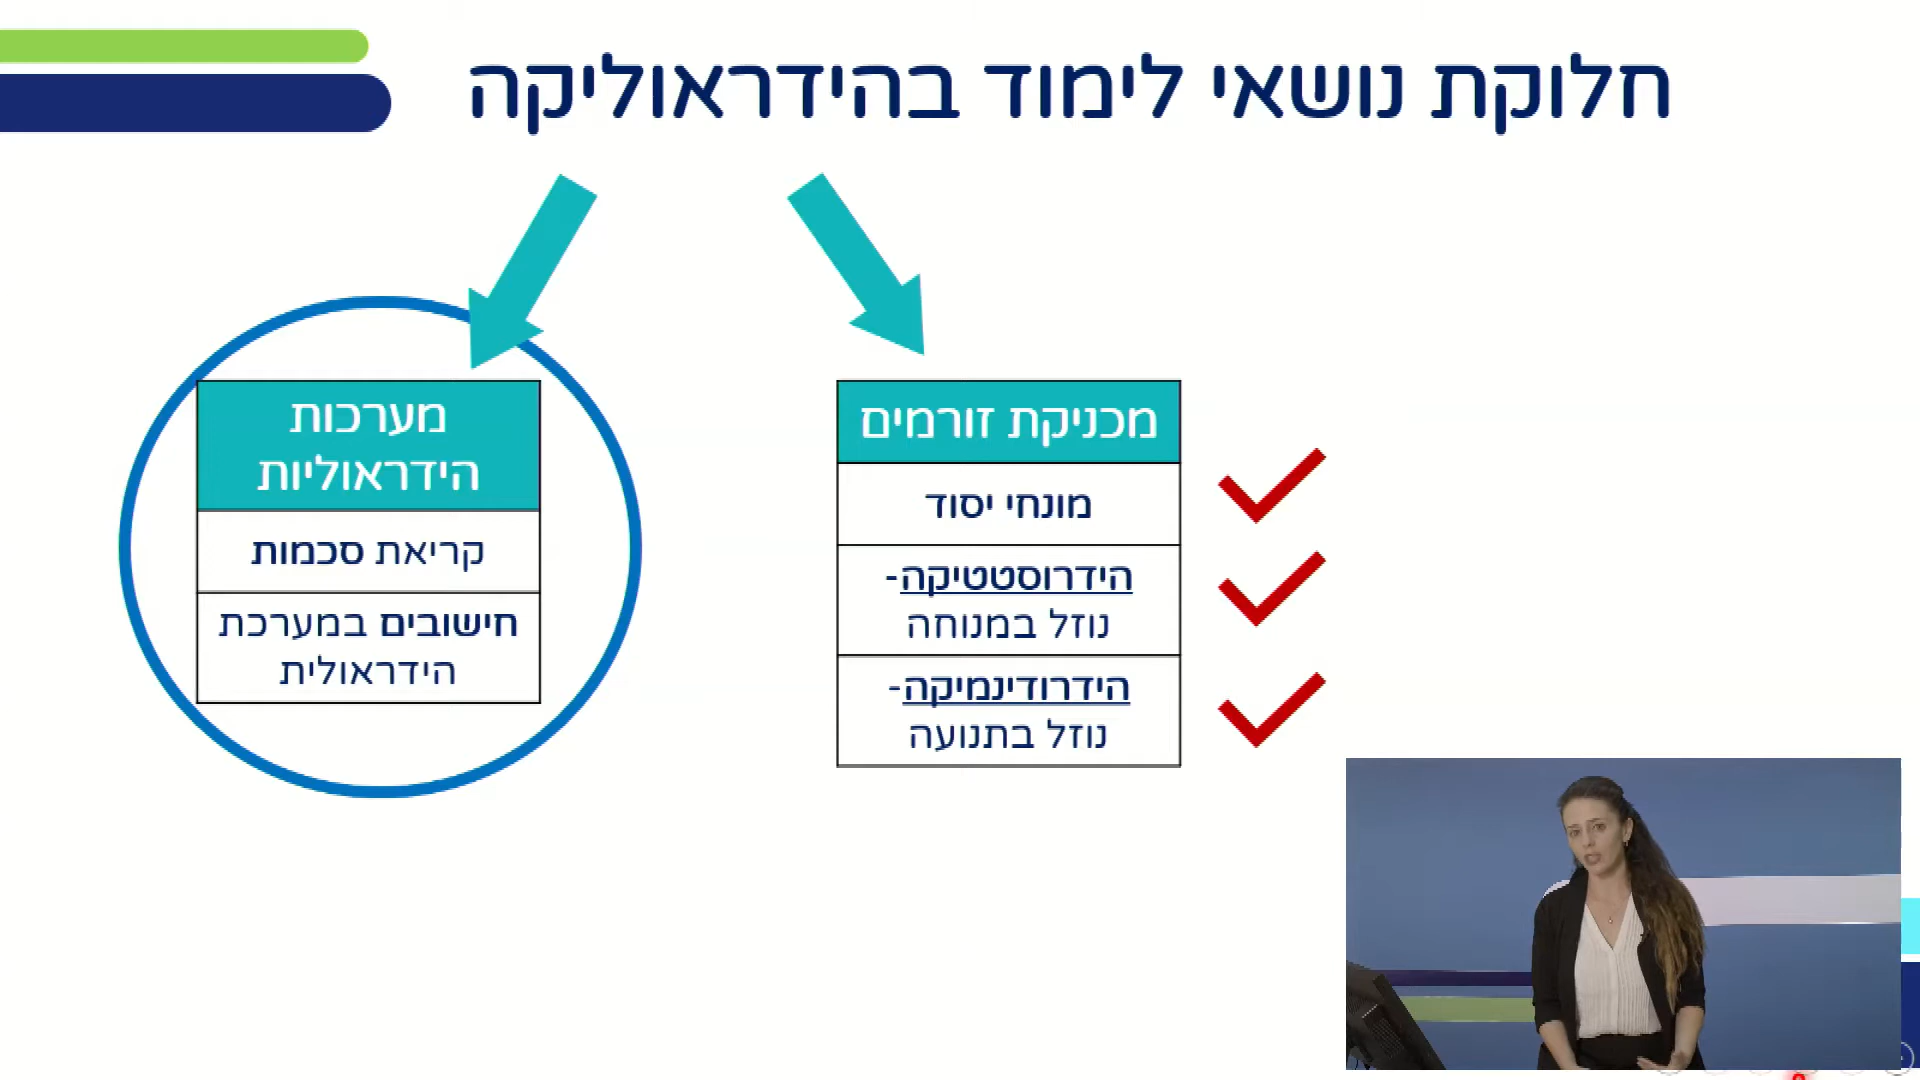 חלוקת נושאי לימוד בהידראוליקה
מכניקת זורמים
מונחי יסוד
הידרוסטטיקה-
נוזל במנוחה
הידרודינמיקה-
נוזל בתנועה
מערכות
הידראוליות
קריאת סכמות
חישובים במערכת
הידראולית